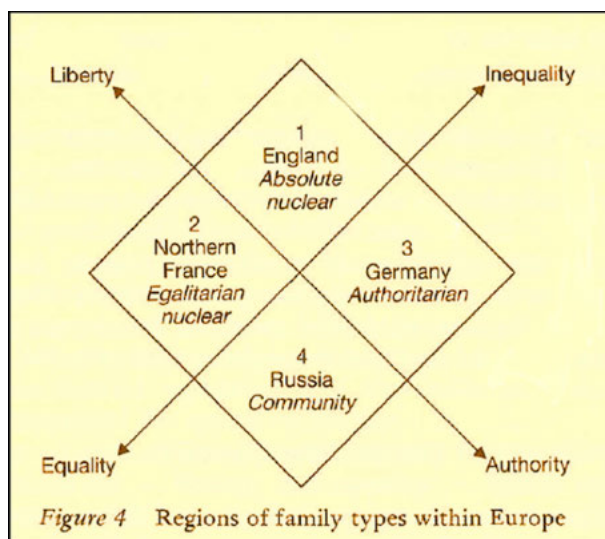 Liberty
Inequality
1
England
Absolute
nuclear
2
Northern
France
Egalitarian
nuclear
3
Germany
Authoritarian
4
Russia
Community
Equality
Authority
Figure 4 Regions of family types within Europe